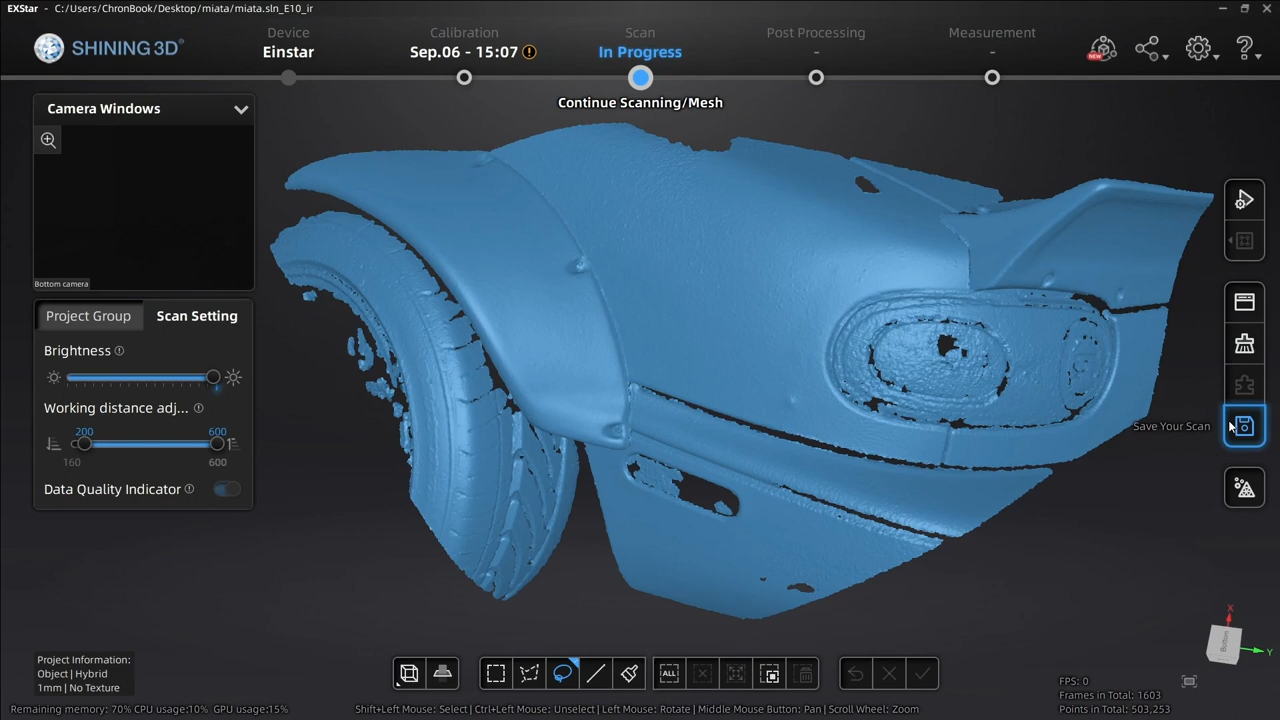 EXStar - C:/Users/ChronBook/Desktop/miata/miata.sln_E10_ir
SHINING 3D®
Device
Einstar
Calibration
Sep.06 - 15:07
Scan
In Progress
Post Processing
-
Measurement
-
NEW
Continue Scanning/Mesh
Camera Windows
Bottom camera
Project Group
Scan Setting
Brightness
Working distance adj...
200
600
160
600
Data Quality Indicator
Save Your Scan
ALL
X
Bottom
Y
Project Information:
Object | Hybrid
1mm | No Texture
FPS: 0
Frames in Total: 1603
Points in Total: 503,253
Remaining memory: 70% CPU usage:10% GPU usage:15%
Shift+Left Mouse: Select | Ctrl+Left Mouse: Unselect | Left Mouse: Rotate | Middle Mouse Button: Pan | Scroll Wheel: Zoom